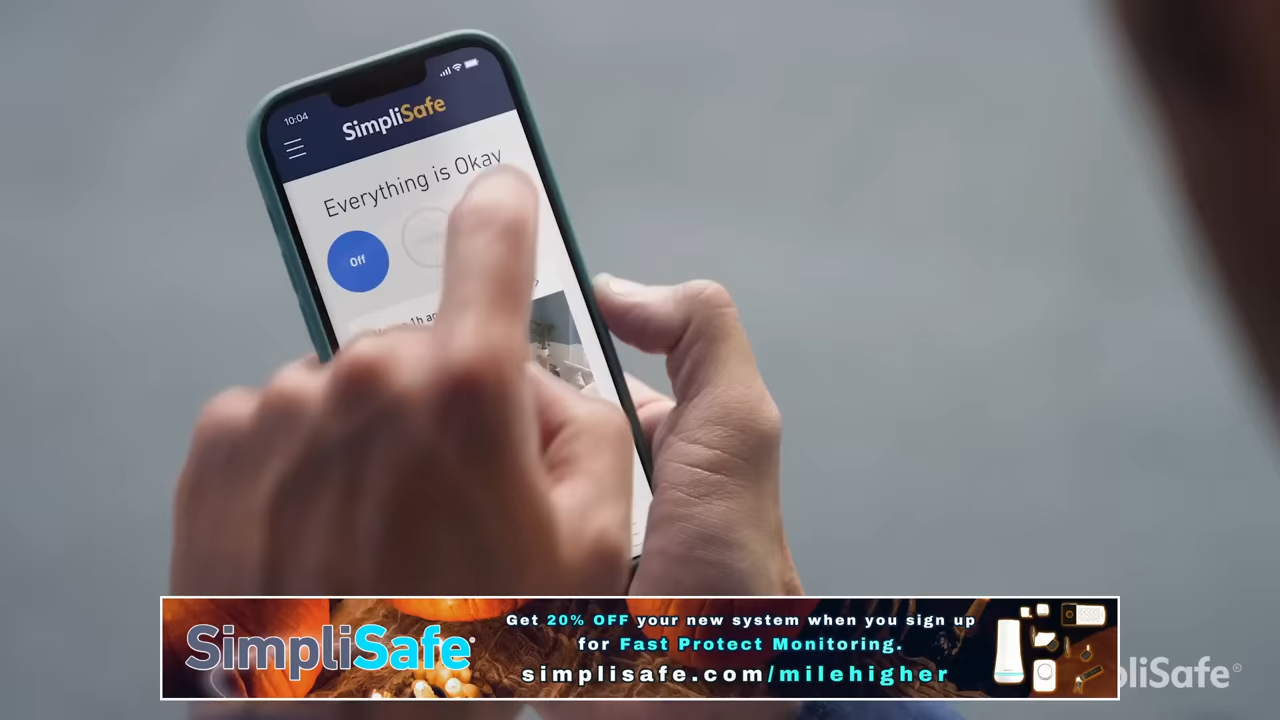 10:04
SimpliSafe
Everything is Okay
Off
1h
SimpliSafe
Get 20% OFF your new system when you sign up
for Fast Protect Monitoring.
simplisafe.com/milehigher
pliSafe